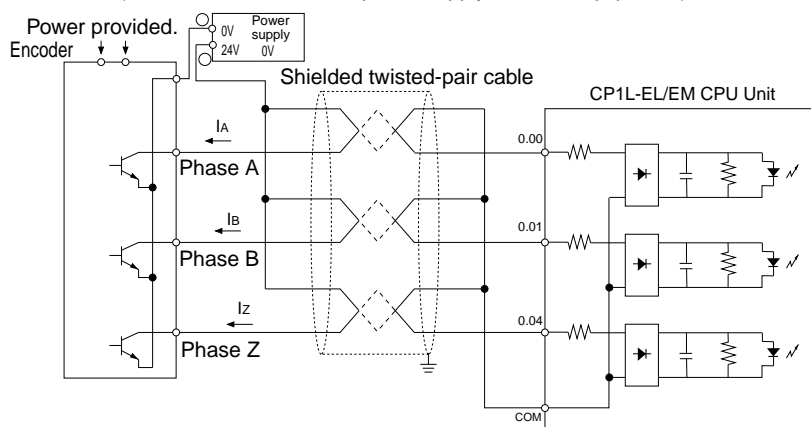 Power provided.
Encoder
0V
24V
Power
supply
0V
Shielded twisted-pair cable
CP1L-EL/EM CPU Unit
IA
Phase A
0.00
IB
Phase B
0.01
IZ
Phase Z
0.04
COM